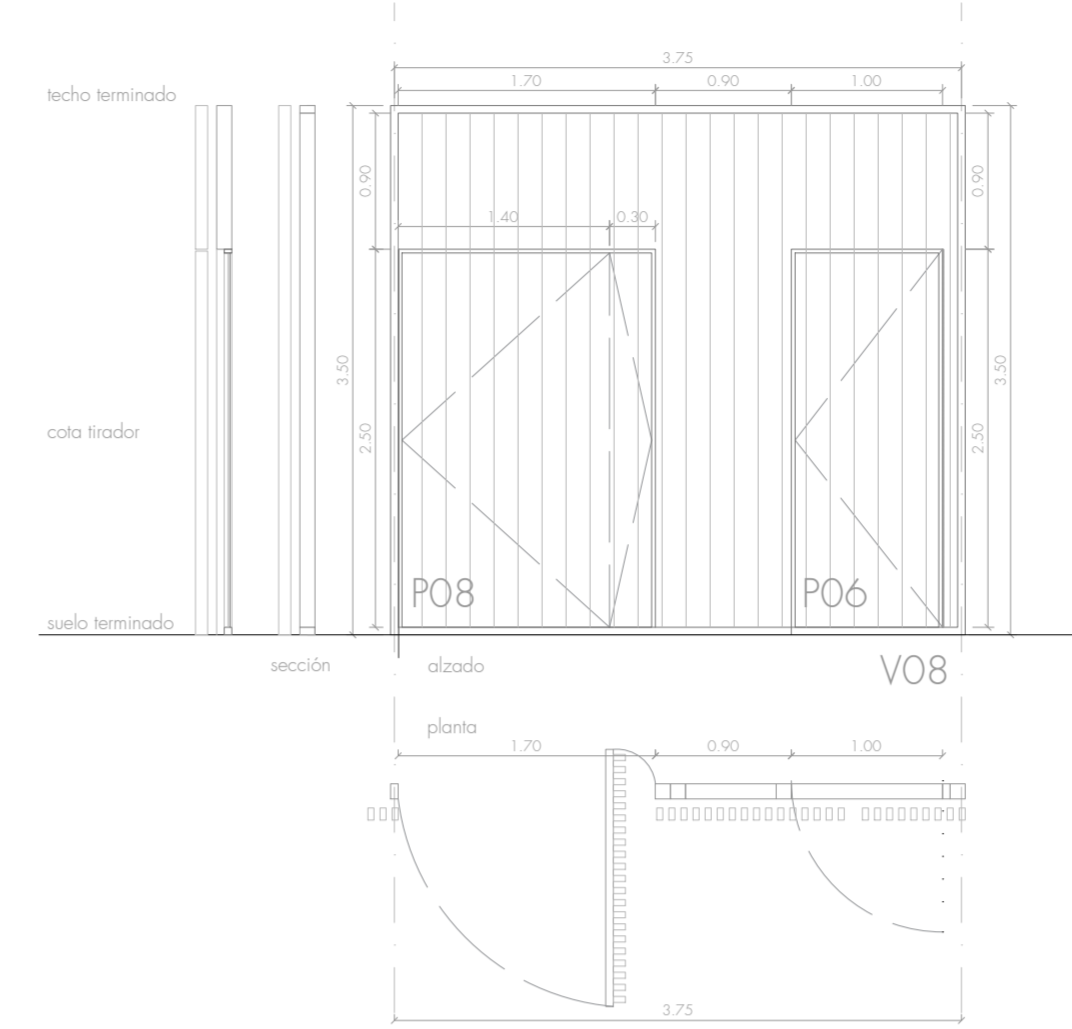 3.75
1.70 0.90 1.00
techo terminado
0.90 0.90
1.40 0.30
3.50 3.50
cota tirador 2.50 2.50
P08 P06
suelo terminado
sección alzado V08
planta
1.70 0.90 1.00
3.75